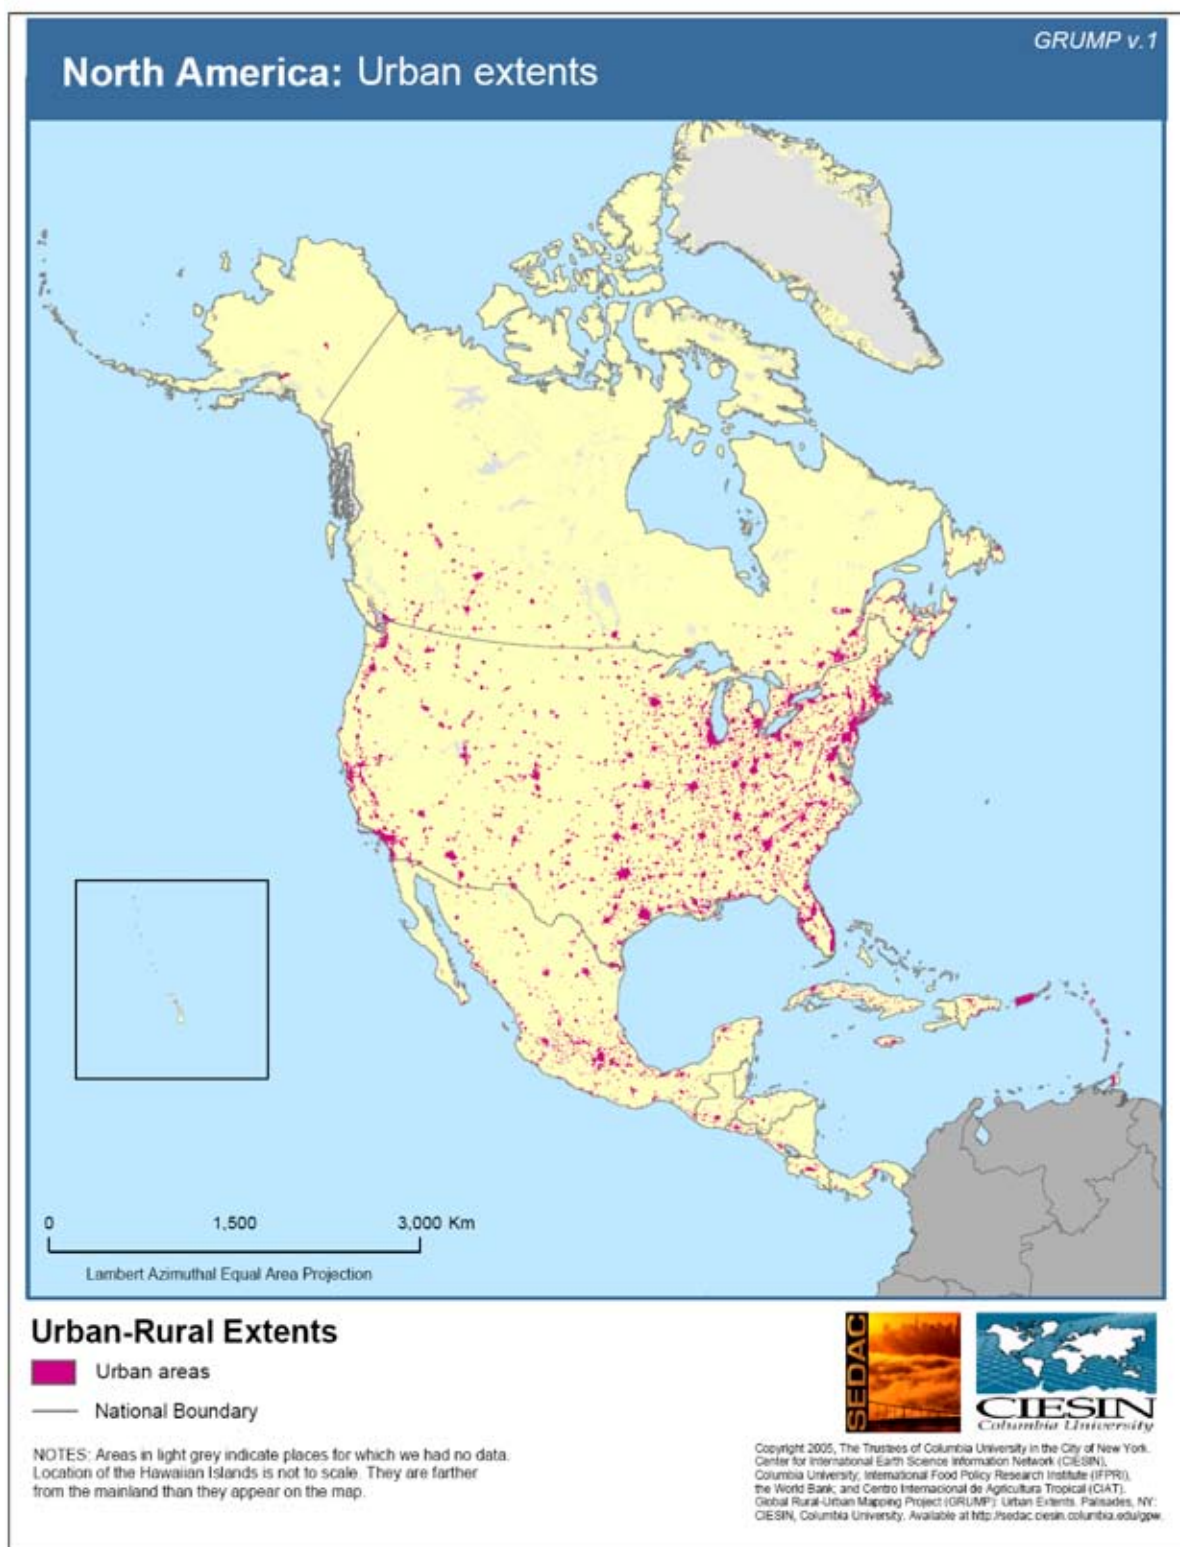 GRUMP v.1
North America: Urban extents
0 1,500 3,000 Km
Lambert Azimuthal Equal Area Projection
Urban-Rural Extents
Urban areas
National Boundary
NOTES: Areas in light grey indicate places for which we had no data.
Location of the Hawaiian Islands is not to scale. They are farther
from the mainland than they appear on the map.
SEDAC
CIESIN
Columbia University
Copyright 2005, The Trustees of Columbia University in the City of New York.
Center for International Earth Science Information Network (CIESIN),
Columbia University; International Food Policy Research Institute (IFPRI),
the World Bank; and Centro Internacional de Agricultura Tropical (CIAT).
Global Rural-Urban Mapping Project (GRUMP): Urban Extents. Palisades, NY:
CIESIN, Columbia University. Available at http://sedac.ciesin.columbia.edu/gpw.